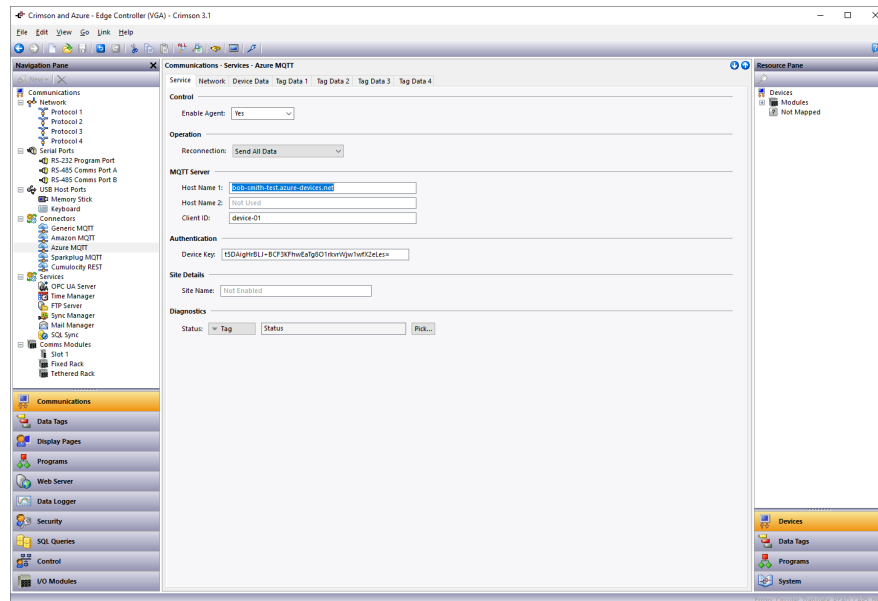 Crimson and Azure - Edge Controller (VGA) - Crimson 3.1
File Edit View Go Link Help
Navigation Pane
New
Communications
Network
Protocol 1
Protocol 2
Protocol 3
Protocol 4
Serial Ports
RS-232 Program Port
RS-485 Comms Port A
RS-485 Comms Port B
USB Host Ports
Memory Stick
Keyboard
Connectors
Generic MQTT
Amazon MQTT
Azure MQTT
Sparkplug MQTT
Cumulocity REST
Services
OPC UA Server
Time Manager
FTP Server
Sync Manager
Mail Manager
SQL Sync
Comms Modules
Slot 1
Fixed Rack
Tethered Rack
Communications
Data Tags
Display Pages
Programs
Web Server
Data Logger
Security
SQL Queries
Control
I/O Modules
Communications - Services - Azure MQTT
Service Network Device Data Tag Data 1 Tag Data 2 Tag Data 3 Tag Data 4
Control
Enable Agent: Yes
Operation
Reconnection: Send All Data
MQTT Server
Host Name 1: bob-smith-test.azure-devices.net
Host Name 2: Not Used
Client ID: device-01
Authentication
Device Key:
Site Details
Site Name: Not Enabled
Diagnostics
Status: Tag Status Pick...
Resource Pane
Devices
Modules
Not Mapped
Devices
Data Tags
Programs
System